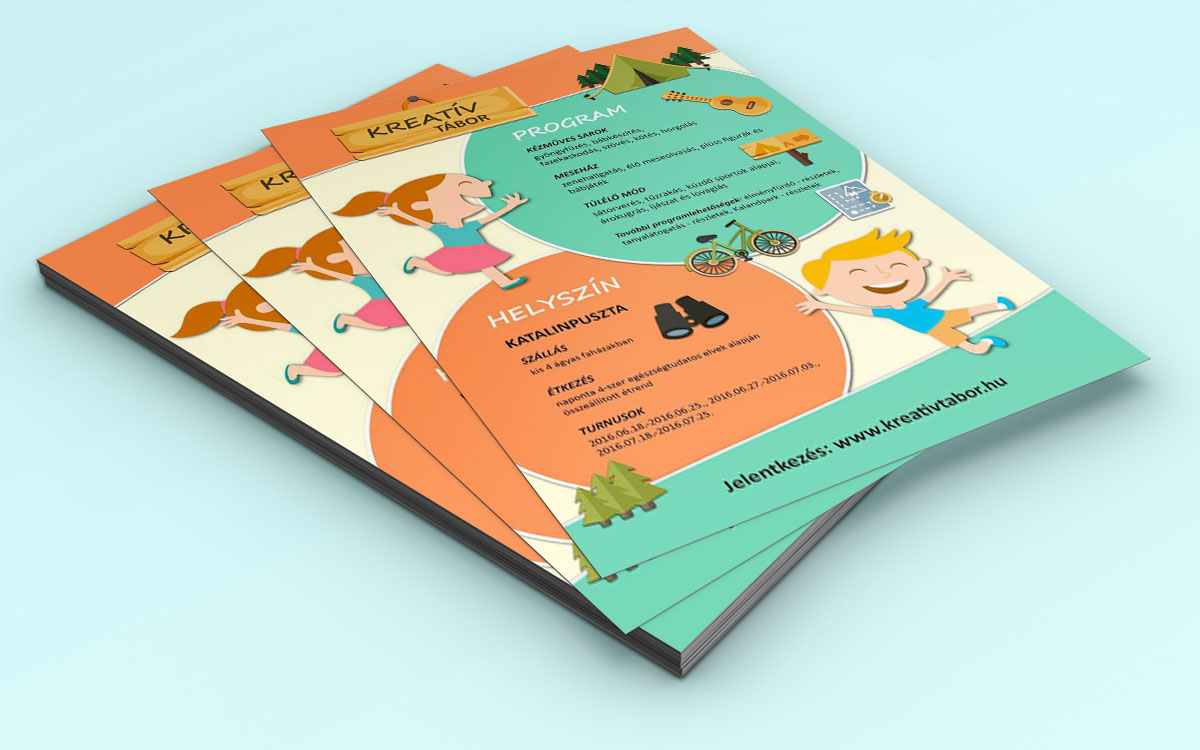 KREATÍV
TÁBOR
PROGRAM
KÉZMŰVES SAROK
gyöngyfűzés, bábkészítés,
fazekaskodás, szövés, kötés, horgolás
MESEHÁZ
zenehallgatás, élő meseolvasás, plüss figurák és
bábjáték
TÚLÉLŐ MÓD
sátorverés, tűzrakás, küzdő sportok alapjai,
árokugrás, íjászat és lovaglás
További programlehetőségek: élményfürdő - részletek,
tanyalátogatás - részletek, Kalandpark - részletek
HELYSZÍN
KATALINPUSZTA
SZÁLLÁS
kis 4 ágyas faházakban
ÉTKEZÉS
naponta 4-szer egészségtudatos elvek alapján
összeállított étrend
TURNUSOK
2016.06.18.-2016.06.25., 2016.06.27.-2016.07.03.,
2016.07.18.-2016.07.25.
Jelentkezés: www.kreativtabor.hu
KR
KR